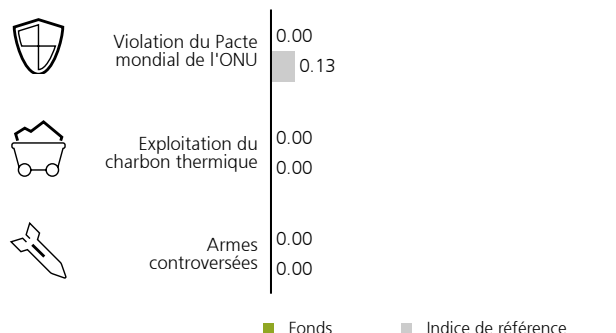 Violation du Pacte
mondial de l'ONU
0.00
0.13
Exploitation du
charbon thermique
0.00
0.00
Armes
controversées
0.00
0.00
Fonds
Indice de référence